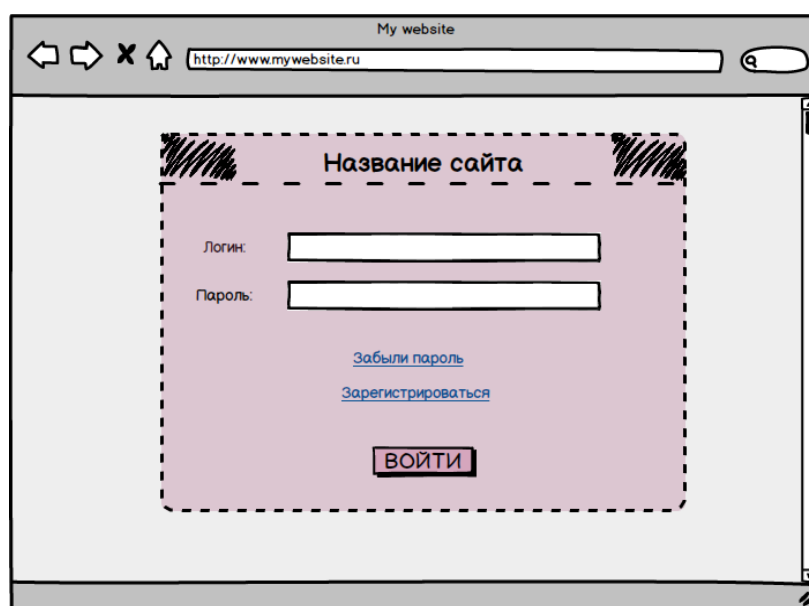 My website
http://www.mywebsite.ru
Название сайта
Логин:
Пароль:
Забыли пароль
Зарегистрироваться
ВОЙТИ